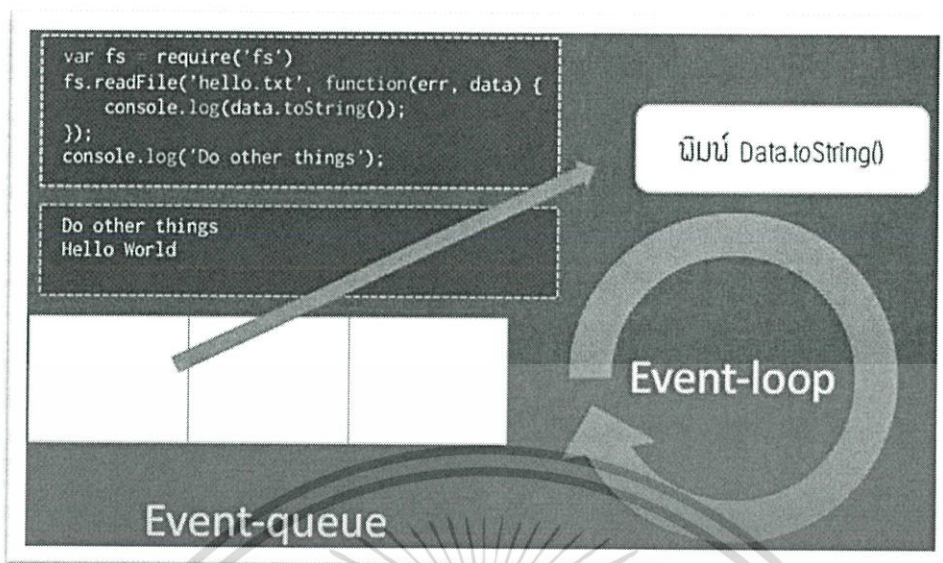 var fs = require('fs')
fs.readFile('hello.txt', function(err, data) {
    console.log(data.toString());
});
console.log('Do other things');
พิมพ์ Data.toString()
Do other things
Hello World
Event-loop
Event-queue